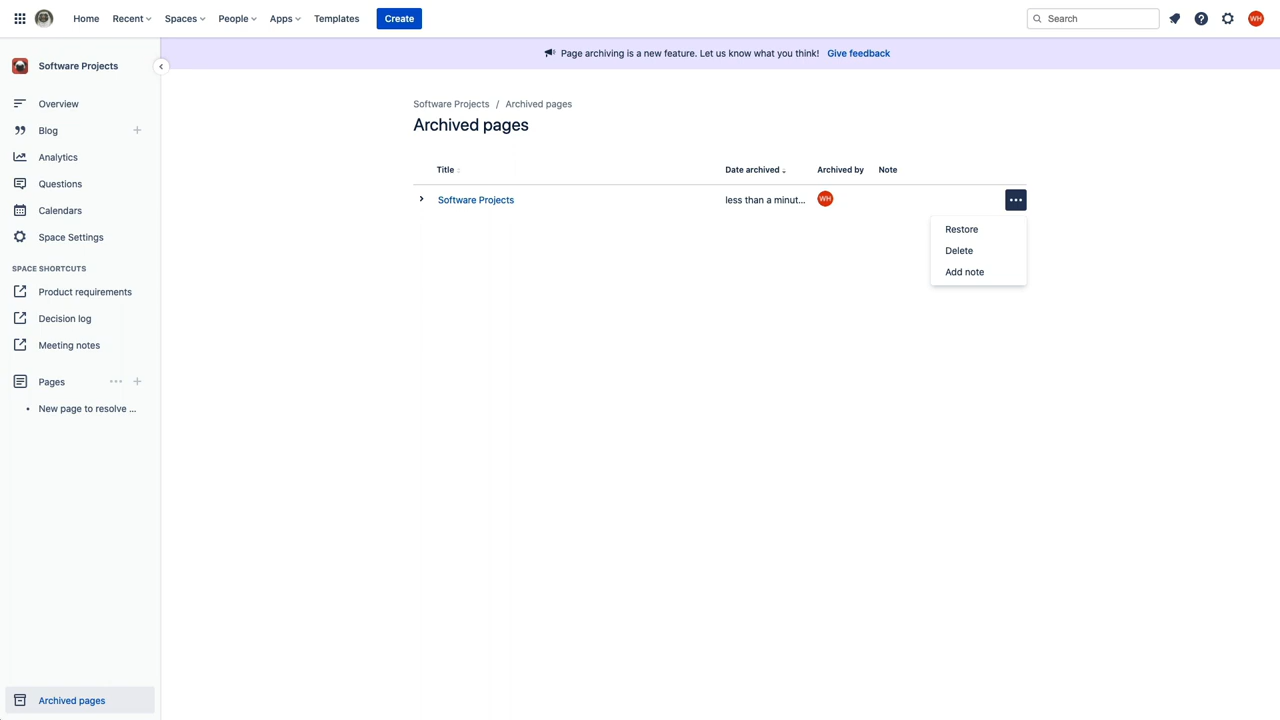 Home Recent Spaces People Apps Templates Create Search WH
Page archiving is a new feature. Let us know what you think! Give feedback
Software Projects
Overview
Blog
Analytics
Questions
Calendars
Space Settings
SPACE SHORTCUTS
Product requirements
Decision log
Meeting notes
Pages
New page to resolve ...
Archived pages
Software Projects / Archived pages
Archived pages
Title Date archived Archived by Note
Software Projects less than a minut... WH
Restore
Delete
Add note